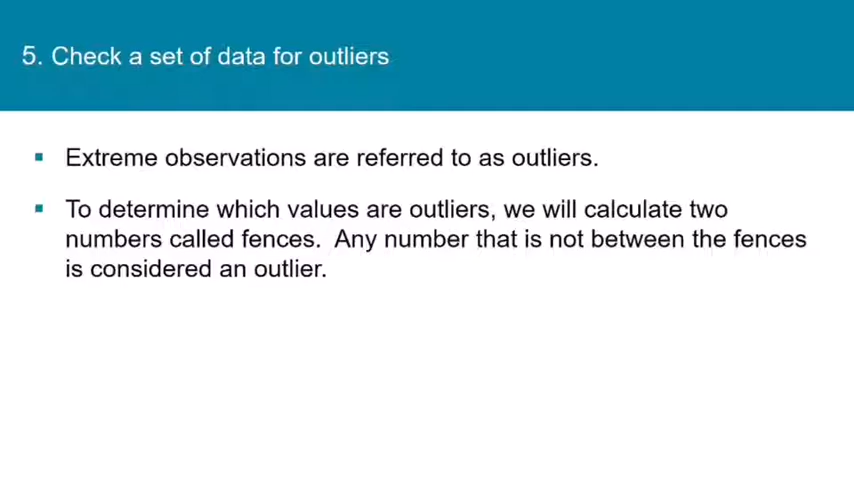 5. Check a set of data for outliers
▪ Extreme observations are referred to as outliers.
▪ To determine which values are outliers, we will calculate two
numbers called fences.  Any number that is not between the fences
is considered an outlier.